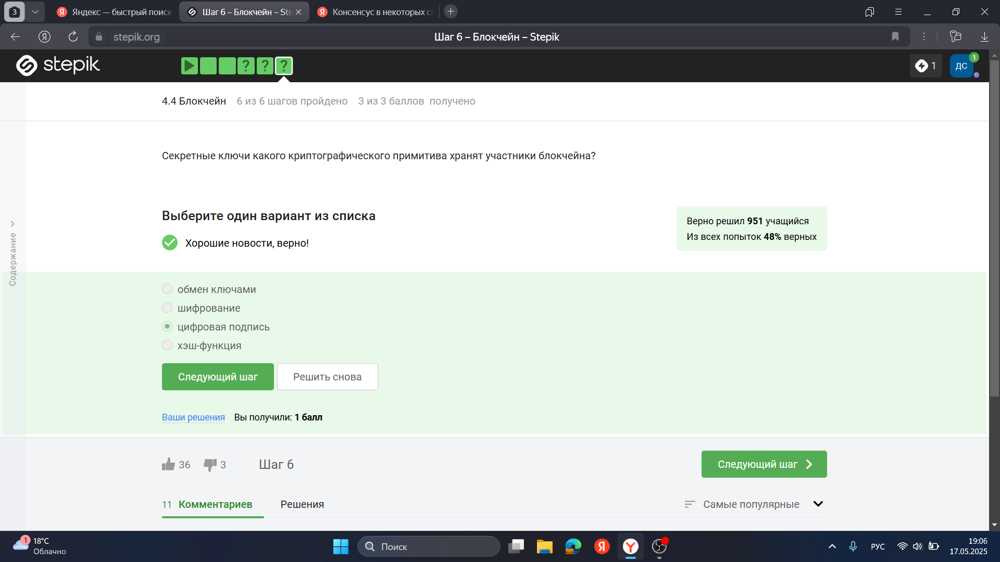 3
Яндекс — быстрый поиск
Шаг 6 – Блокчейн – Ste
Консенсус в некоторых
stepik.org
Шаг 6 – Блокчейн – Stepik
stepik
1
ДС
1
4.4 Блокчейн 6 из 6 шагов пройдено 3 из 3 баллов получено
Содержание
Секретные ключи какого криптографического примитива хранят участники блокчейна?
Выберите один вариант из списка
Хорошие новости, верно!
Верно решил 951 учащийся
Из всех попыток 48% верных
обмен ключами
шифрование
цифровая подпись
хэш-функция
Следующий шаг
Решить снова
Ваши решения Вы получили: 1 балл
36
3
Шаг 6
Следующий шаг
11 Комментариев
Решения
Самые популярные
1
18°C
Облачно
Поиск
РУС
19:06
17.05.2025